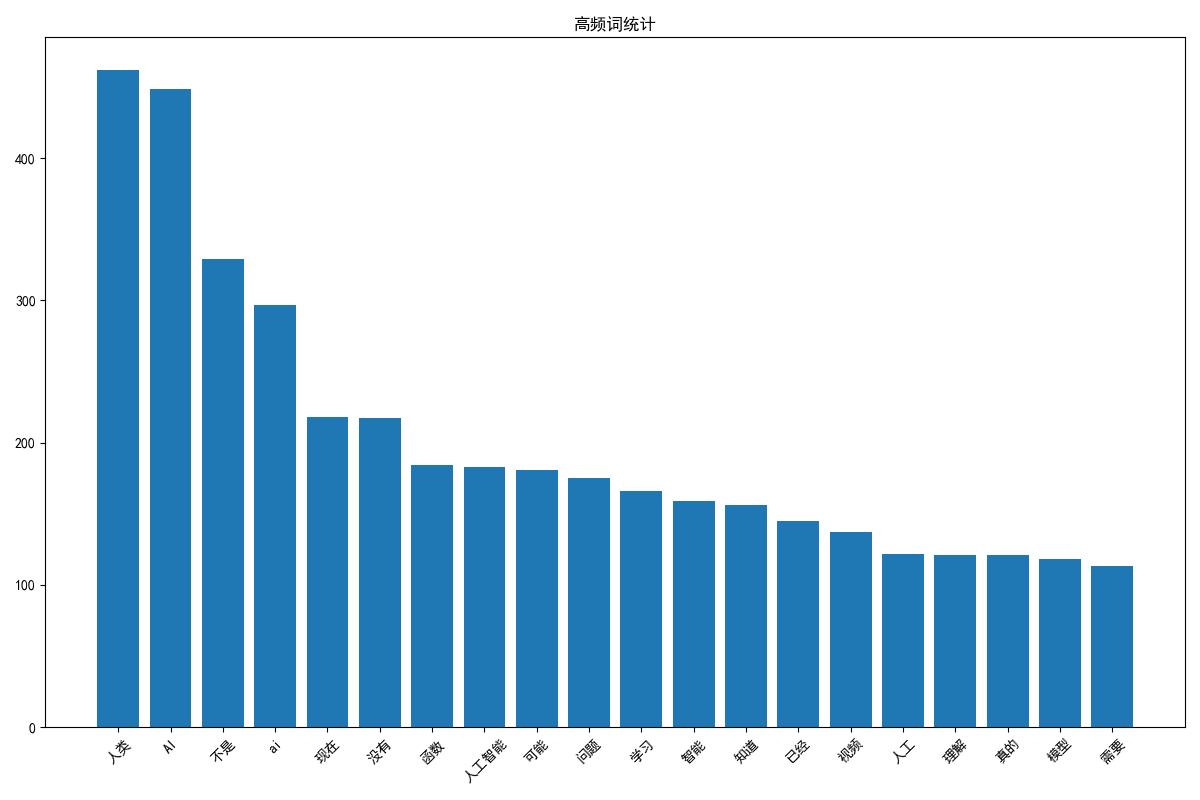 高频词统计
400
300
200
100
0
人类
AI
不是
ai
现在
没有
函数
人工智能
可能
问题
学习
智能
知道
已经
视频
人工
理解
真的
模型
需要